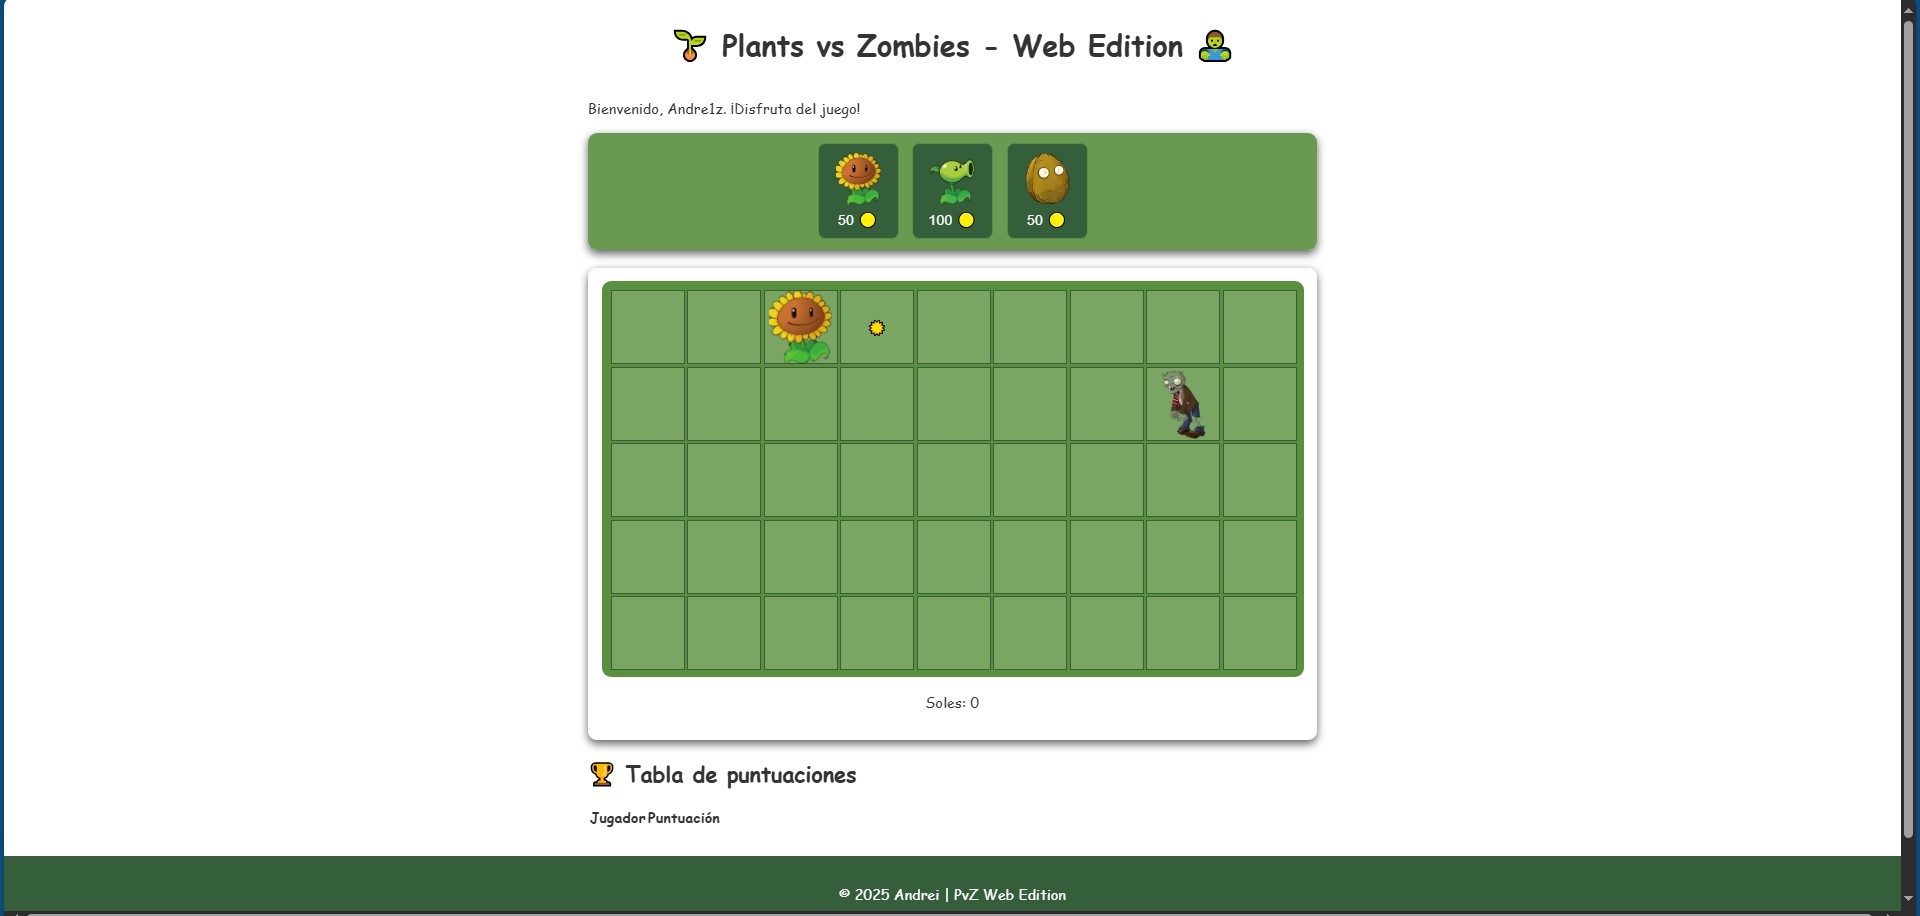 Plants vs Zombies - Web Edition
Bienvenido, Andre1z. ¡Disfruta del juego!
50 100 50
Soles: 0
Tabla de puntuaciones
Jugador Puntuación
© 2025 Andrei | PvZ Web Edition